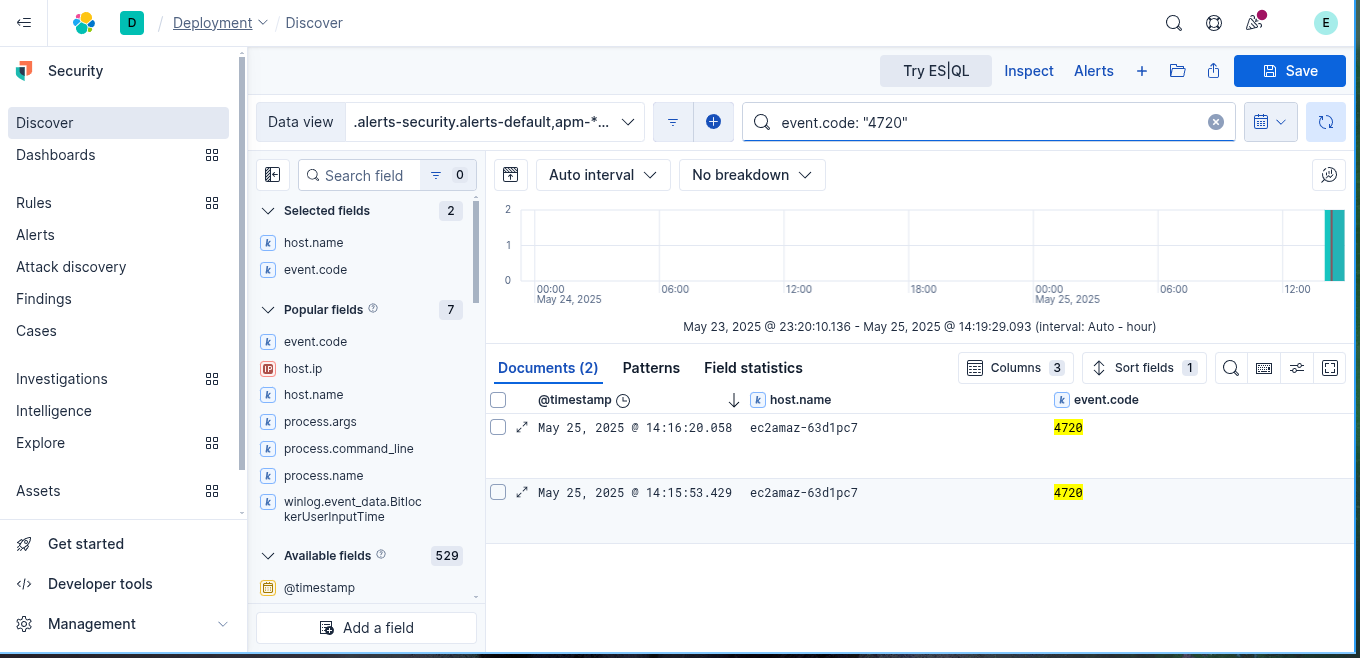 D
Deployment
Discover
E
Security
Try ES|QL
Inspect
Alerts
Save
Discover
Dashboards
Rules
Alerts
Attack discovery
Findings
Cases
Investigations
Intelligence
Explore
Assets
Get started
Developer tools
Management
Data view
.alerts-security.alerts-default,apm-*...
event.code: "4720"
Search field
0
Selected fields
2
host.name
event.code
Popular fields
7
event.code
host.ip
host.name
process.args
process.command_line
process.name
winlog.event_data.Bitloc
kerUserInputTime
Available fields
529
@timestamp
Add a field
Auto interval
No breakdown
2
1
0
00:00
May 24, 2025
06:00
12:00
18:00
00:00
May 25, 2025
06:00
12:00
May 23, 2025 @ 23:20:10.136 - May 25, 2025 @ 14:19:29.093 (interval: Auto - hour)
Documents (2)
Patterns
Field statistics
Columns 3
Sort fields 1
@timestamp
k host.name
k event.code
May 25, 2025 @ 14:16:20.058 ec2amaz-63d1pc7 4720
May 25, 2025 @ 14:15:53.429 ec2amaz-63d1pc7 4720